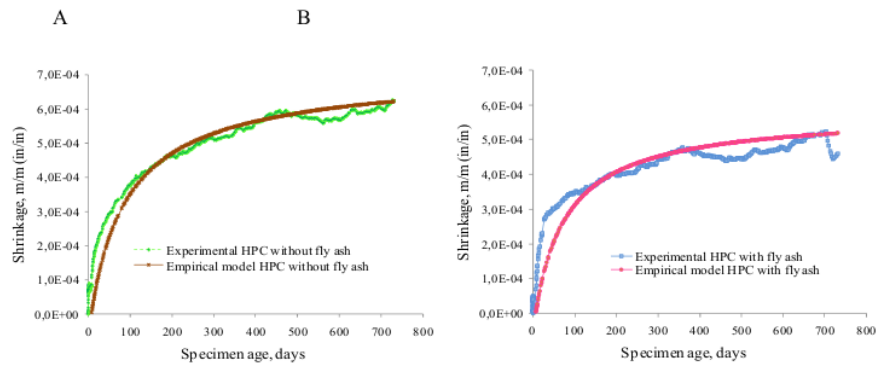 A
B
Shrinkage, m/m (in/in)
7,0E-04
6,0E-04
5,0E-04
4,0E-04
3,0E-04
2,0E-04
1,0E-04
0,0E+00
0
100
200
300
400
500
600
700
800
Specimen age, days
Experimental HPC without fly ash
Empirical model HPC without fly ash
Shrinkage, m/m (in/in)
7,0E-04
6,0E-04
5,0E-04
4,0E-04
3,0E-04
2,0E-04
1,0E-04
0,0E+00
0
100
200
300
400
500
600
700
800
Specimen age, days
Experimental HPC with fly ash
Empirical model HPC with fly ash